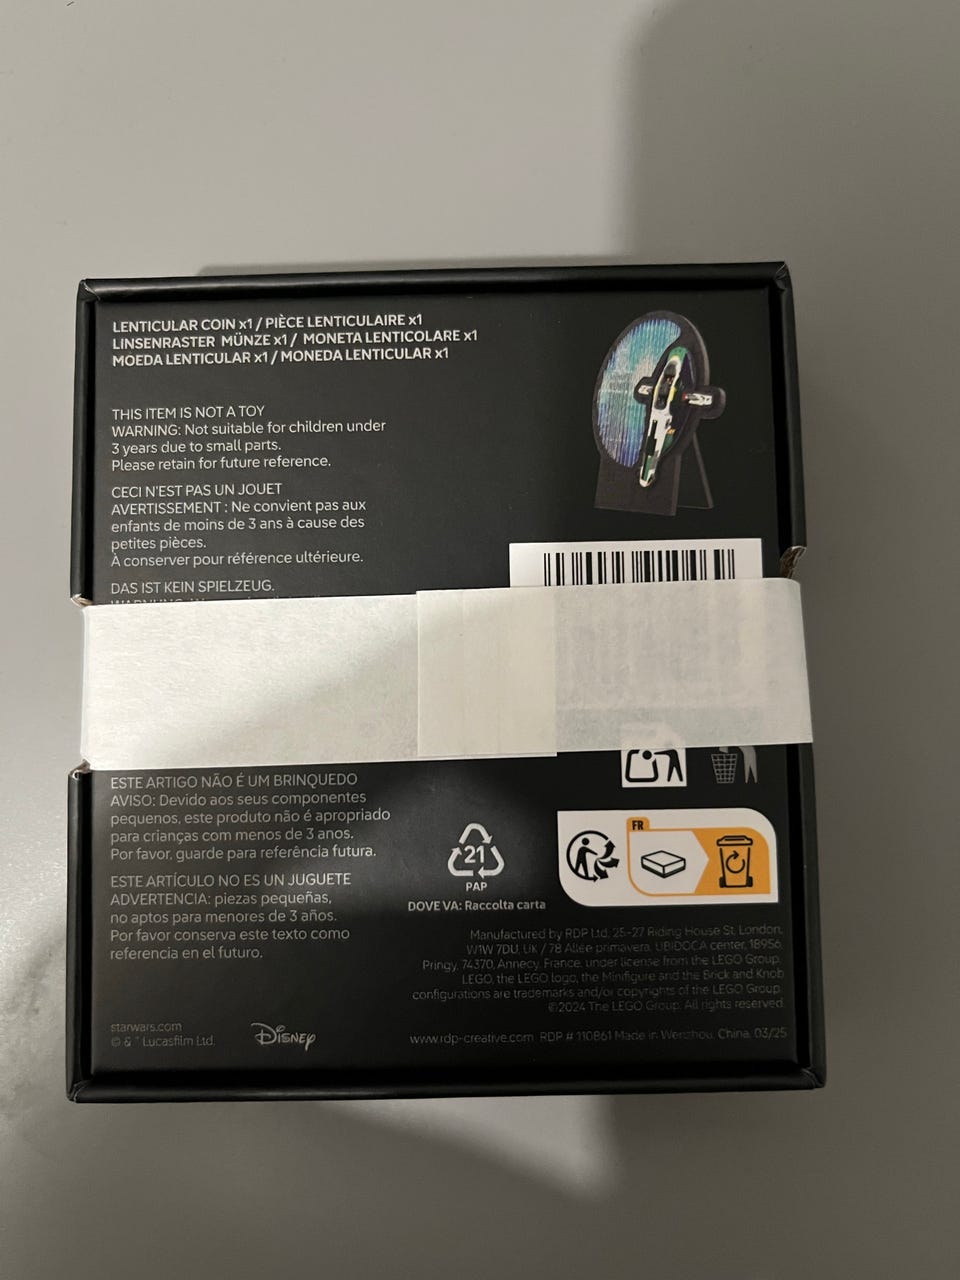 LENTICULAR COIN x1 / PIÈCE LENTICULAIRE x1
LINSENRASTER MÜNZE x1 / MONETA LENTICOLARE x1
MOEDA LENTICULAR x1 / MONEDA LENTICULAR x1
THIS ITEM IS NOT A TOY
WARNING: Not suitable for children under
3 years due to small parts.
Please retain for future reference.
CECI N'EST PAS UN JOUET
AVERTISSEMENT : Ne convient pas aux
enfants de moins de 3 ans à cause des
petites pièces.
À conserver pour référence ultérieure.
DAS IST KEIN SPIELZEUG.
ESTE ARTIGO NÃO É UM BRINQUEDO
AVISO: Devido aos seus componentes
pequenos, este produto não é apropriado
para crianças com menos de 3 anos.
Por favor, guarde para referência futura.
ESTE ARTÍCULO NO ES UN JUGUETE
ADVERTENCIA: piezas pequeñas,
no aptos para menores de 3 años.
Por favor conserva este texto como
referencia en el futuro.
21
PAP
DOVE VA: Raccolta carta
FR
Manufactured by RDP Ltd, 25-27 Riding House St, London,
W1W 7DU, UK / 78 Allée primavera, UBIDOCA center, 18956,
Pringy, 74370, Annecy, France, under license from the LEGO Group.
LEGO, the LEGO logo, the Minifigure and the Brick and Knob
configurations are trademarks and/or copyrights of the LEGO Group.
©2024 The LEGO Group. All rights reserved.
starwars.com
© & ™ Lucasfilm Ltd.
Disney
www.rdp-creative.com RDP # 110861 Made in Wenzhou, China. 03/25